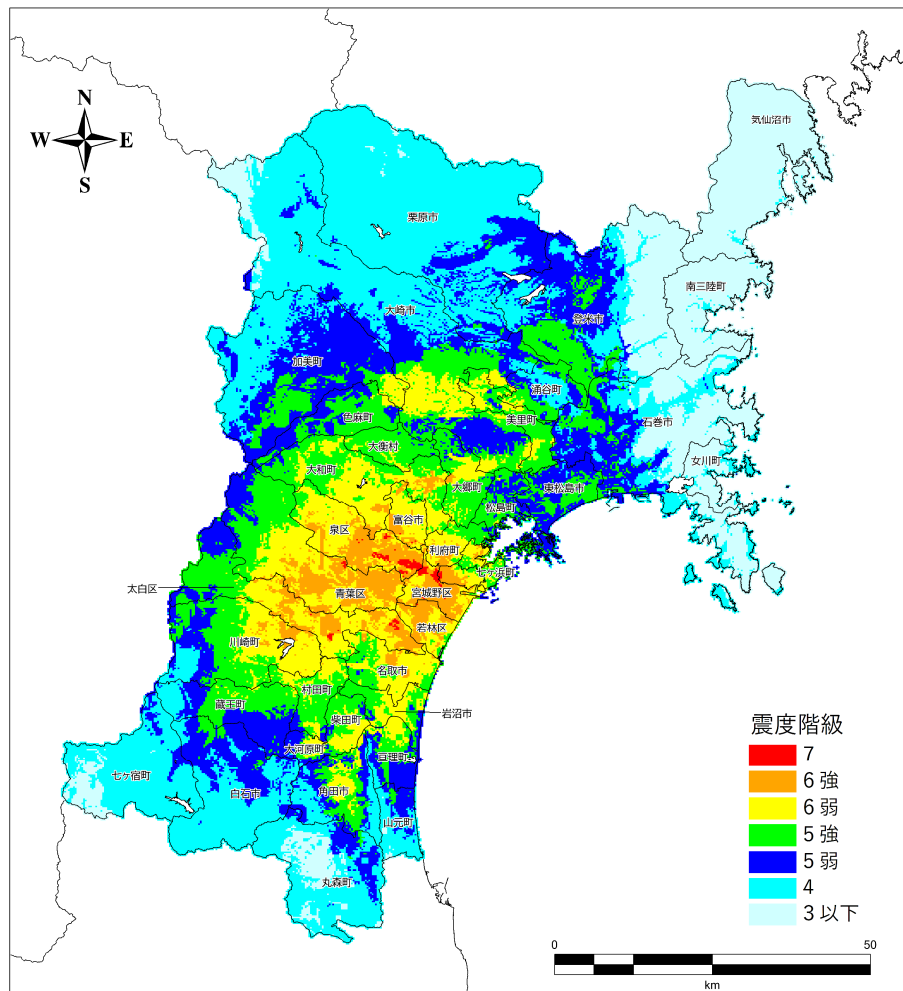 N
W
E
S
気仙沼市
栗原市
南三陸町
大崎市
登米市
加美町
涌谷町
色麻町
美里町
石巻市
大衡村
女川町
大和町
大郷町
東松島市
松島町
富谷市
泉区
利府町
七ヶ浜町
太白区
青葉区
宮城野区
若林区
川崎町
名取市
村田町
蔵王町
岩沼市
柴田町
大河原町
亘理町
七ヶ宿町
白石市
角田市
山元町
丸森町
震度階級
7
6 強
6 弱
5 強
5 弱
4
3 以下
0
50
km